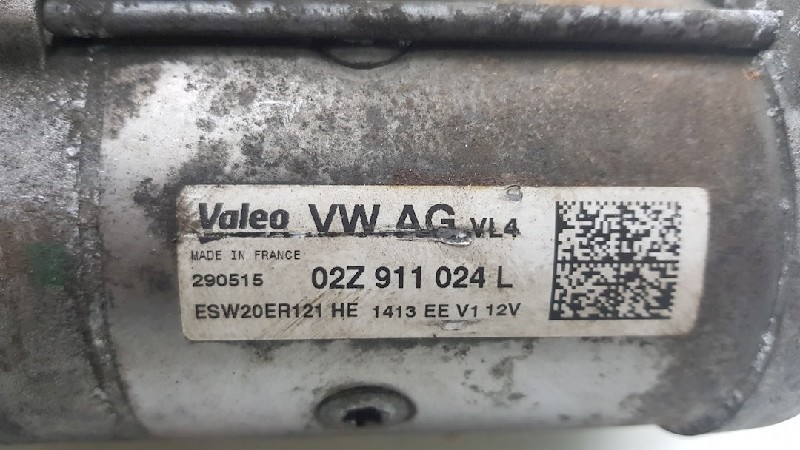 Valeo VW AG VL4
MADE IN FRANCE
290515 02Z 911 024 L
ESW20ER121 HE 1413 EE V1 12V